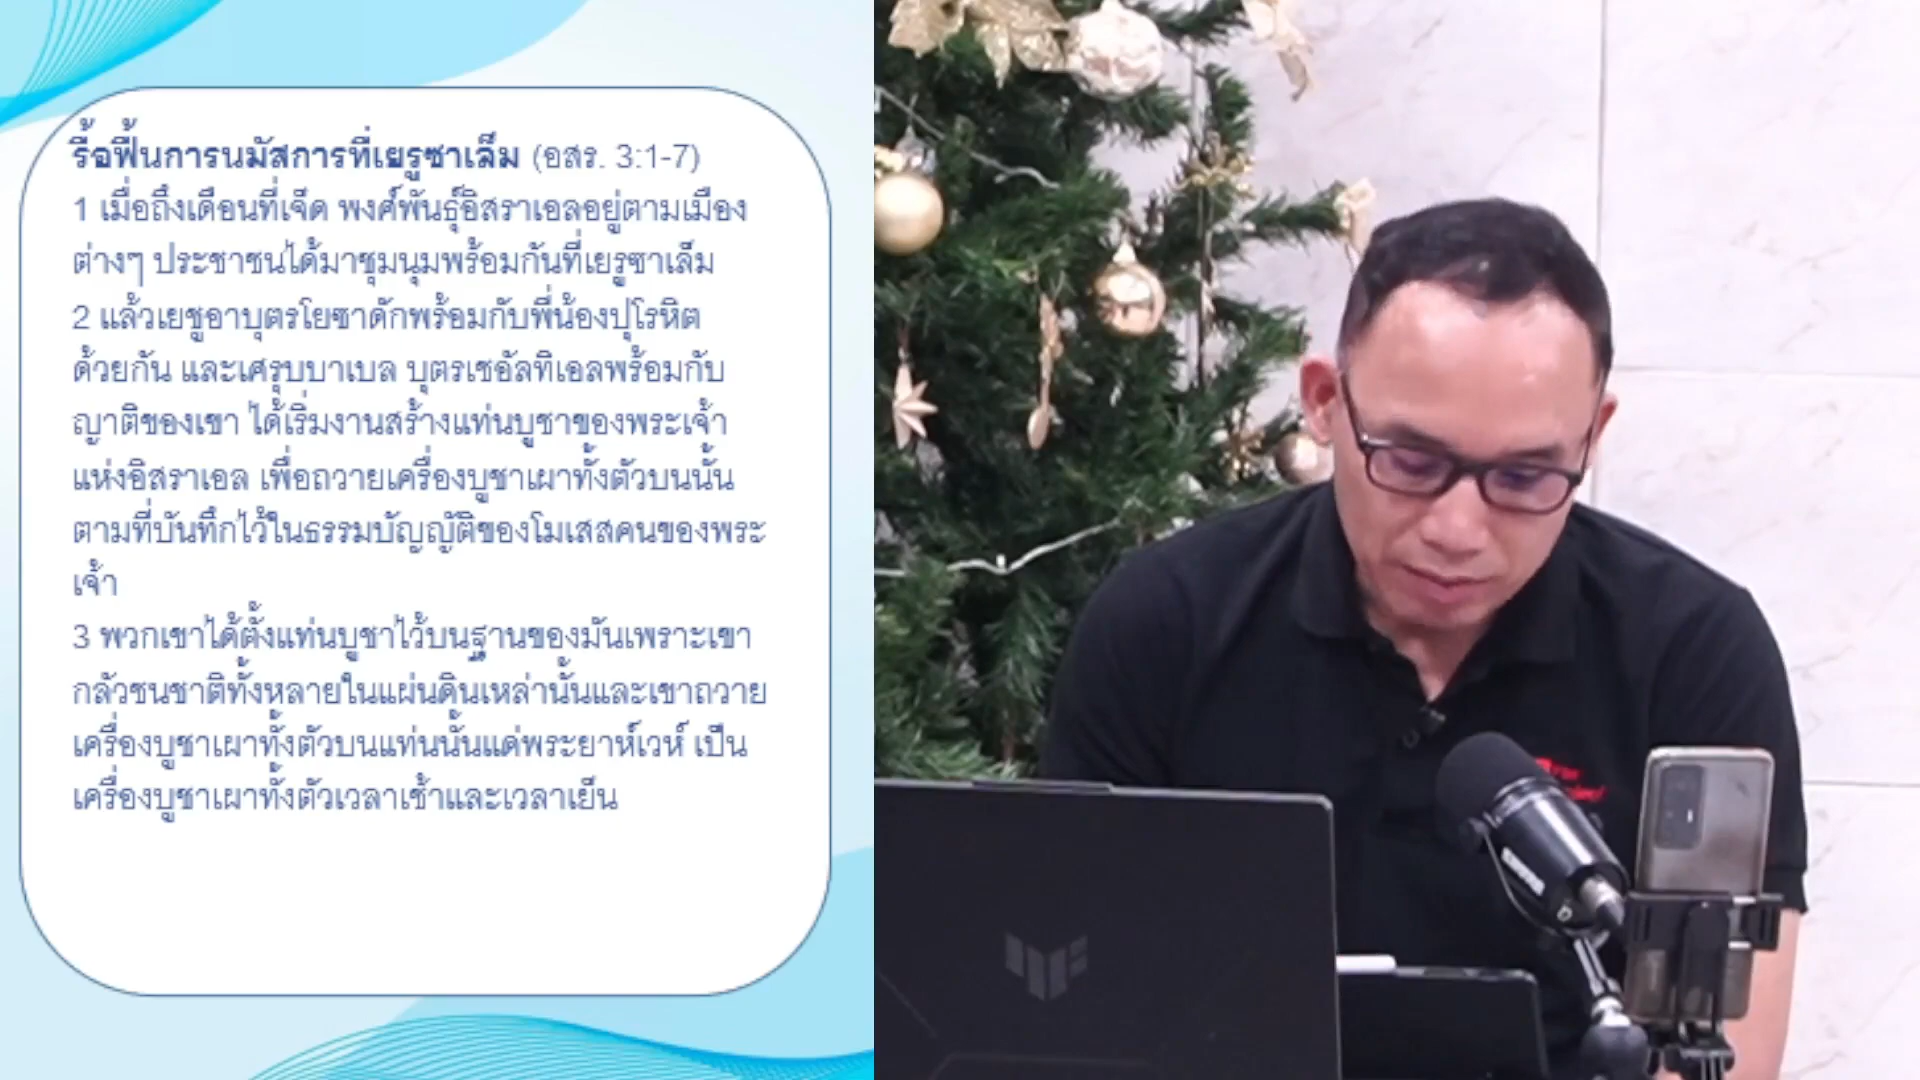 รื้อฟื้นการนมัสการที่เยรูซาเล็ม (อสร. 3:1-7)
1 เมื่อถึงเดือนที่เจ็ด พงศ์พันธุ์อิสราเอลอยู่ตามเมือง
ต่างๆ ประชาชนได้มาชุมนุมพร้อมกันที่เยรูซาเล็ม
2 แล้วเยชูอาบุตรโยซาดักพร้อมกับพี่น้องปุโรหิต
ด้วยกัน และเศรุบบาเบล บุตรเชอัลทิเอลพร้อมกับ
ญาติของเขา ได้เริ่มงานสร้างแท่นบูชาของพระเจ้า
แห่งอิสราเอล เพื่อถวายเครื่องบูชาเผาทั้งตัวบนนั้น
ตามที่บันทึกไว้ในธรรมบัญญัติของโมเสสคนของพระ
เจ้า
3 พวกเขาได้ตั้งแท่นบูชาไว้บนฐานของมันเพราะเขา
กลัวชนชาติทั้งหลายในแผ่นดินเหล่านั้นและเขาถวาย
เครื่องบูชาเผาทั้งตัวบนแท่นนั้นแด่พระยาห์เวห์ เป็น
เครื่องบูชาเผาทั้งตัวเวลาเช้าและเวลาเย็น